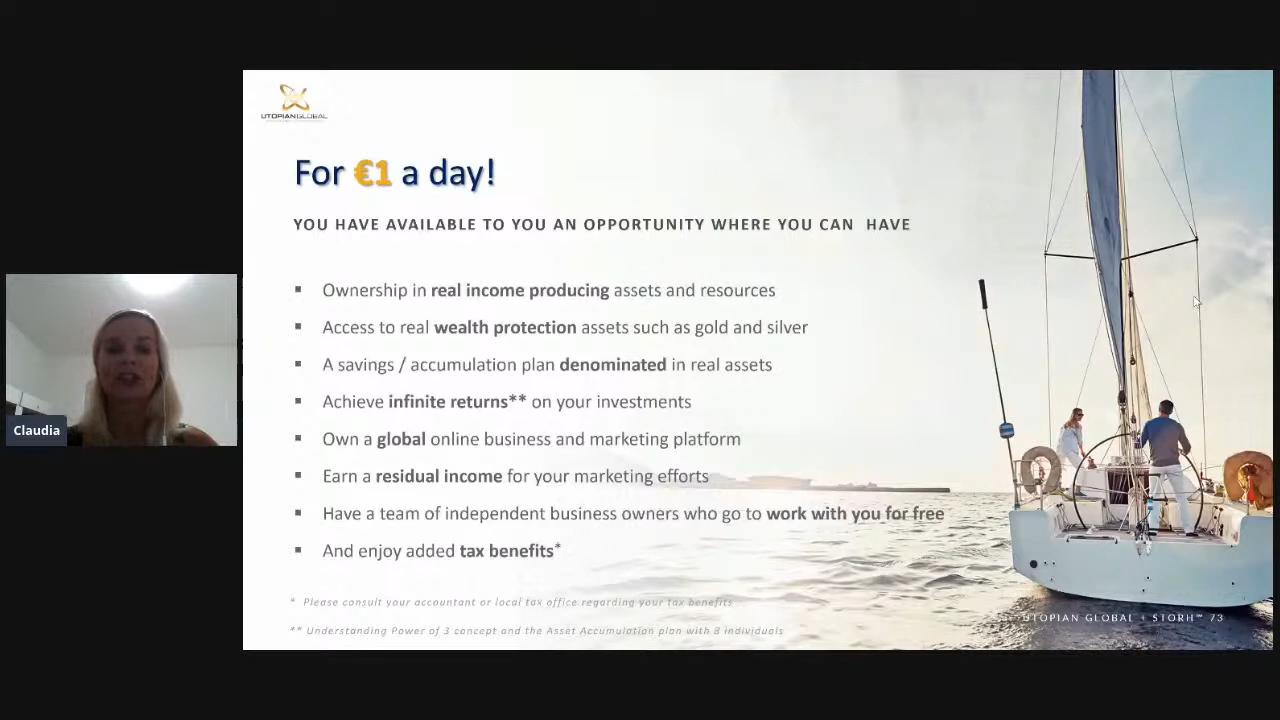 UTOPIAN GLOBAL
For €1 a day!
YOU HAVE AVAILABLE TO YOU AN OPPORTUNITY WHERE YOU CAN HAVE
▪ Ownership in real income producing assets and resources
▪ Access to real wealth protection assets such as gold and silver
▪ A savings / accumulation plan denominated in real assets
▪ Achieve infinite returns** on your investments
▪ Own a global online business and marketing platform
▪ Earn a residual income for your marketing efforts
▪ Have a team of independent business owners who go to work with you for free
▪ And enjoy added tax benefits*
* Please consult your accountant or local tax office regarding your tax benefits
** Understanding Power of 3 concept and the Asset Accumulation plan with 8 individuals
UTOPIAN GLOBAL + STORH™ 73
Claudia